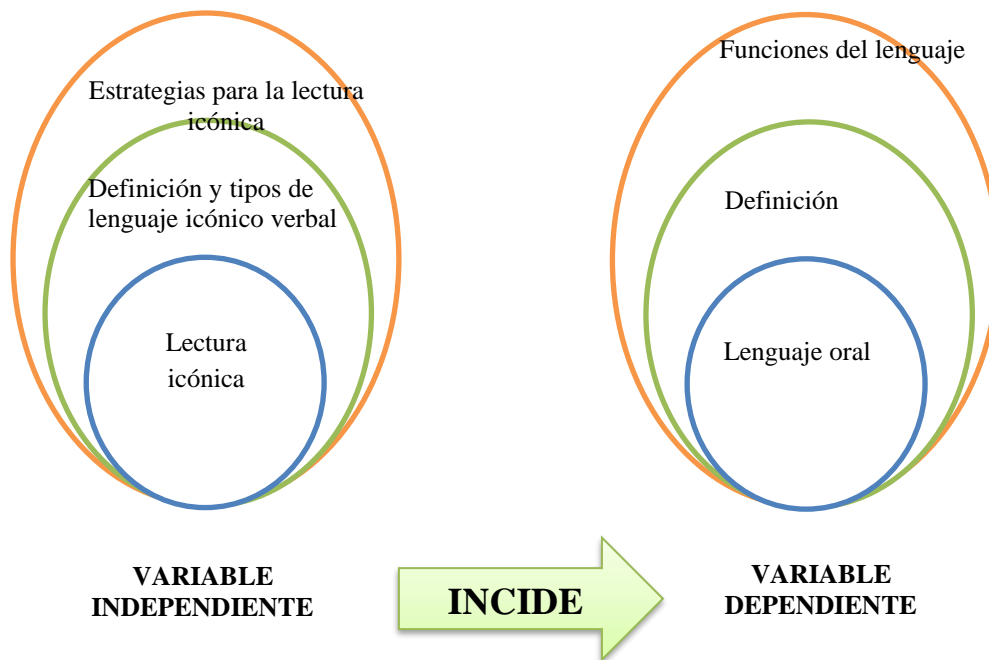 Estrategias para la lectura
icónica
Definición y tipos de
lenguaje icónico verbal
Lectura
icónica
VARIABLE
INDEPENDIENTE
INCIDE
Funciones del lenguaje
Definición
Lenguaje oral
VARIABLE
DEPENDIENTE